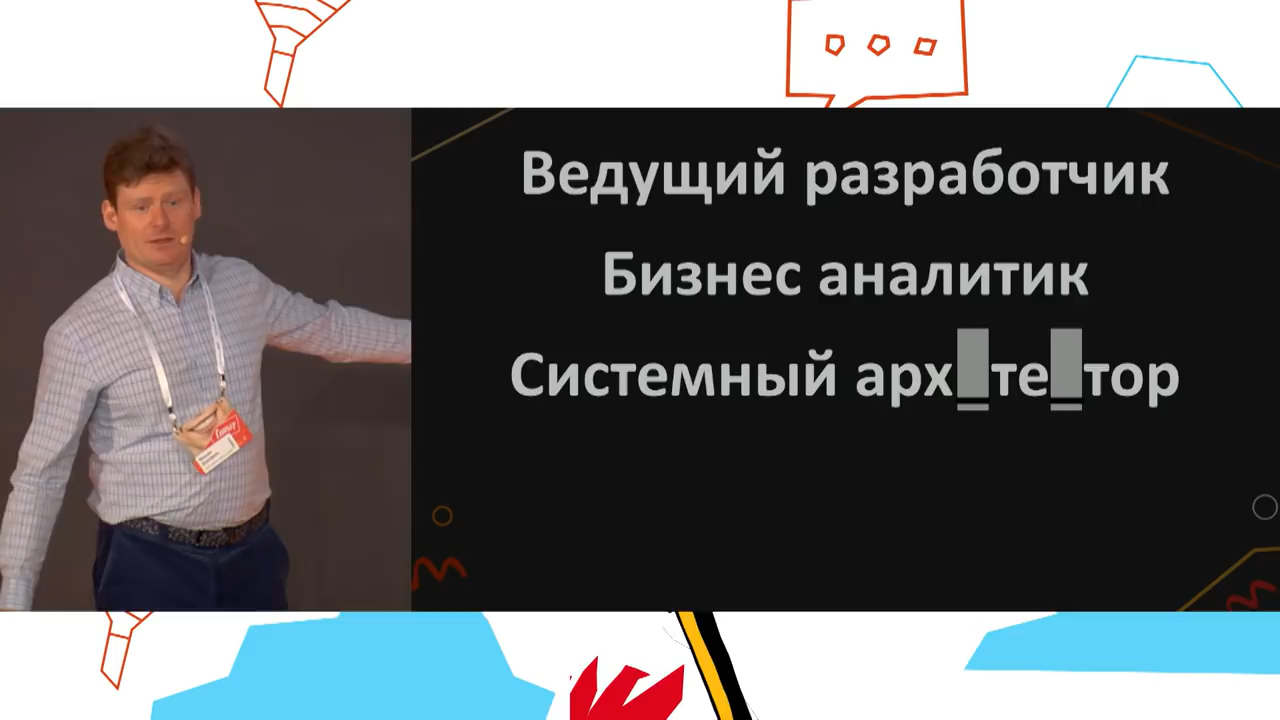 Ведущий разработчик
Бизнес аналитик
Системный арх_те_тор